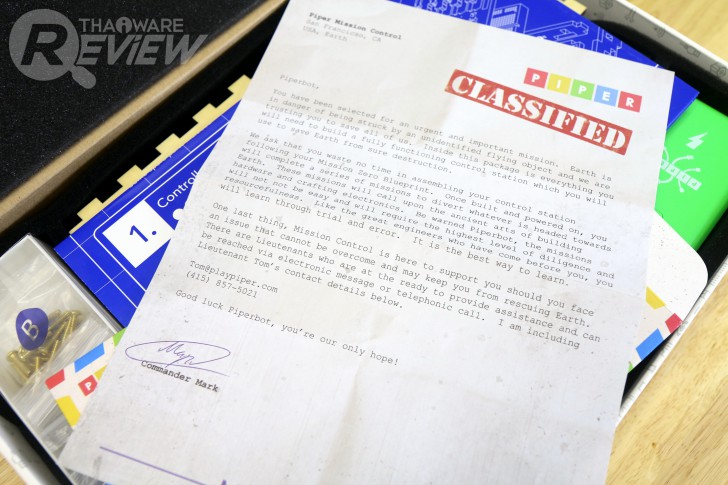 THAIWARE
REVIEW
Piper Mission Control
San Francisco, CA
USA, Earth
PIPER
CLASSIFIED
Piperbot,
You have been selected for an urgent and important mission. Earth is
in danger of being struck by an unidentified flying object and we are
trusting you to save all of us. Inside this package is everything you
will need to build a fully functioning control station which you will
use to save Earth from sure destruction.
We ask that you waste no time in assembling your control station
following your Mission Zero Blueprint. Once built and powered on, you
will complete a series of missions to divert whatever is headed towards
Earth. These missions will call upon the ancient arts of building
hardware and crafting electronics. Be warned Piperbot, the missions
will not be easy and will require the highest level of diligence and
resourcefulness. Like the great engineers who have come before you, you
will learn through trial and error. It is the best way to learn.
One last thing, Mission Control is here to support you should you face
an issue that cannot be overcome and may keep you from rescuing Earth.
There are Lieutenants who are at the ready to provide assistance and can
be reached via electronic message or telephonic call. I am including
Lieutenant Tom's contact details below.
Tom@playpiper.com
(415) 857-5021
Good luck Piperbot, you're our only hope!
Commander Mark
1.
Control
B
P